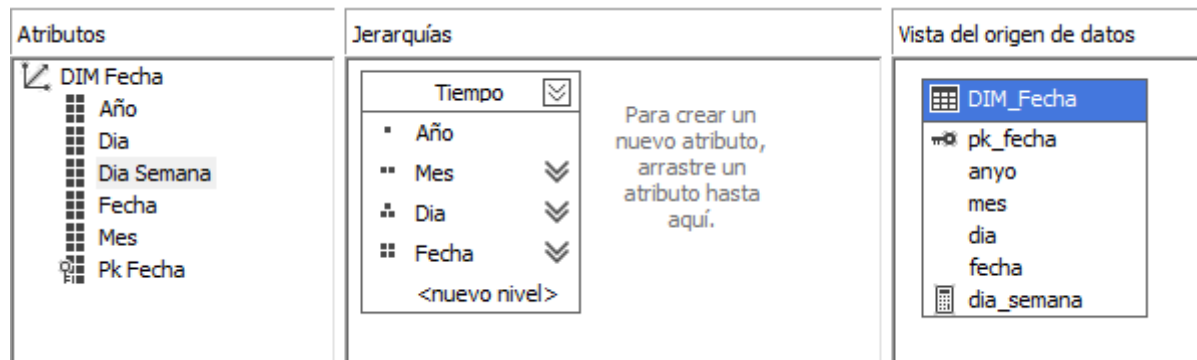 Atributos
DIM Fecha
Año
Dia
Dia Semana
Fecha
Mes
Pk Fecha
Jerarquías
Tiempo
Año
Mes
Dia
Fecha
<nuevo nivel>
Para crear un
nuevo atributo,
arrastre un
atributo hasta
aquí.
Vista del origen de datos
DIM_Fecha
pk_fecha
anyo
mes
dia
fecha
dia_semana